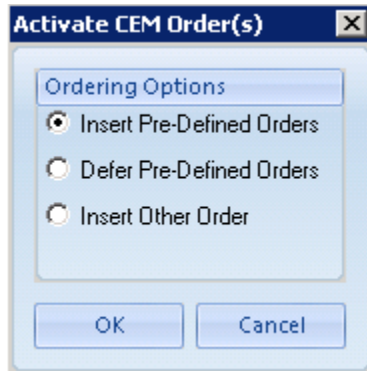 Activate CEM Order(s)
Ordering Options
Insert Pre-Defined Orders
Defer Pre-Defined Orders
Insert Other Order
OK Cancel